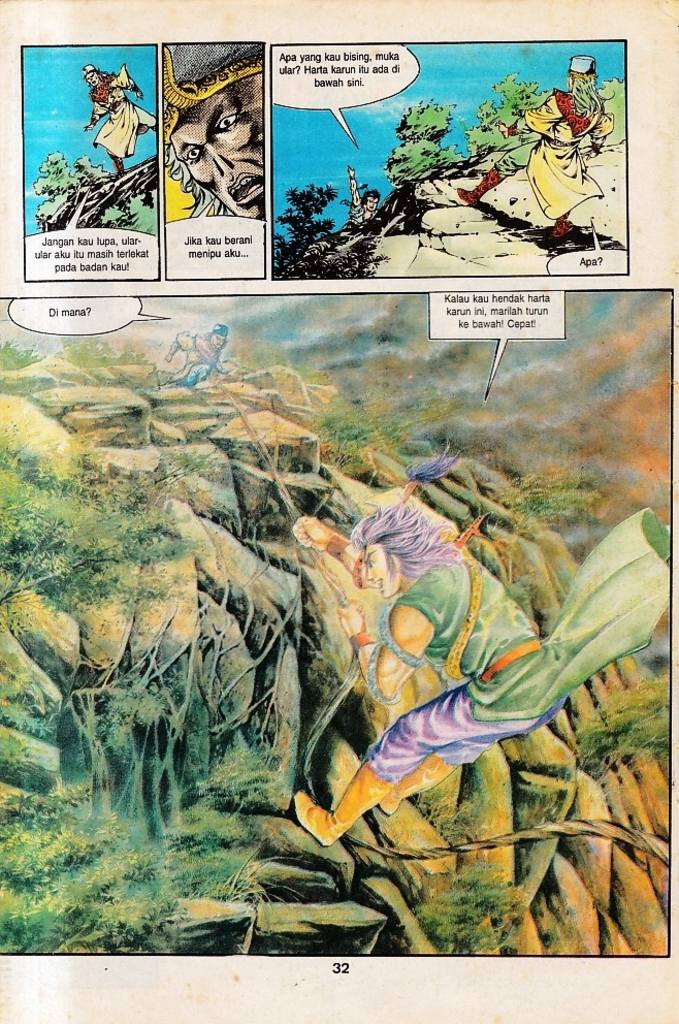 Jangan kau lupa, ular-
ular aku itu masih terlekat
pada badan kau!
Jika kau berani
menipu aku...
Apa yang kau bising, muka
ular? Harta karun itu ada di
bawah sini.
Apa?
Di mana?
Kalau kau hendak harta
karun ini, marilah turun
ke bawah! Cepat!
32